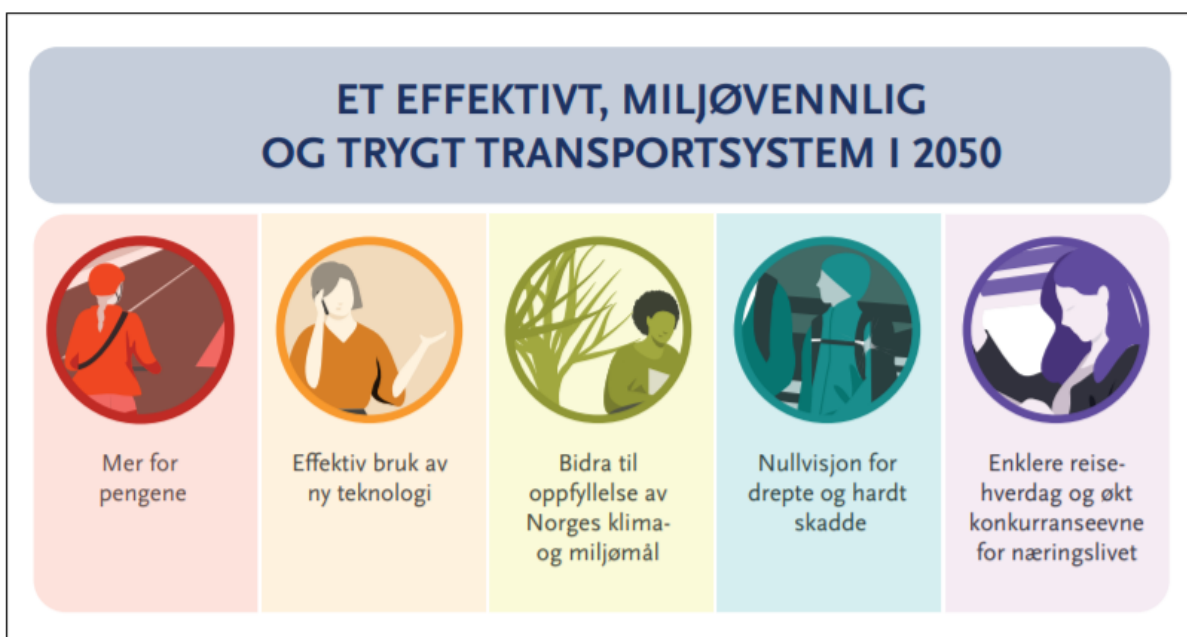 ET EFFEKTIVT, MILJØVENNLIG
OG TRYGT TRANSPORTSYSTEM I 2050
Mer for
pengene
Effektiv bruk av
ny teknologi
Bidra til
oppfyllelse av
Norges klima-
og miljømål
Nullvisjon for
drepte og hardt
skadde
Enklere reise-
hverdag og økt
konkurranseevne
for næringslivet